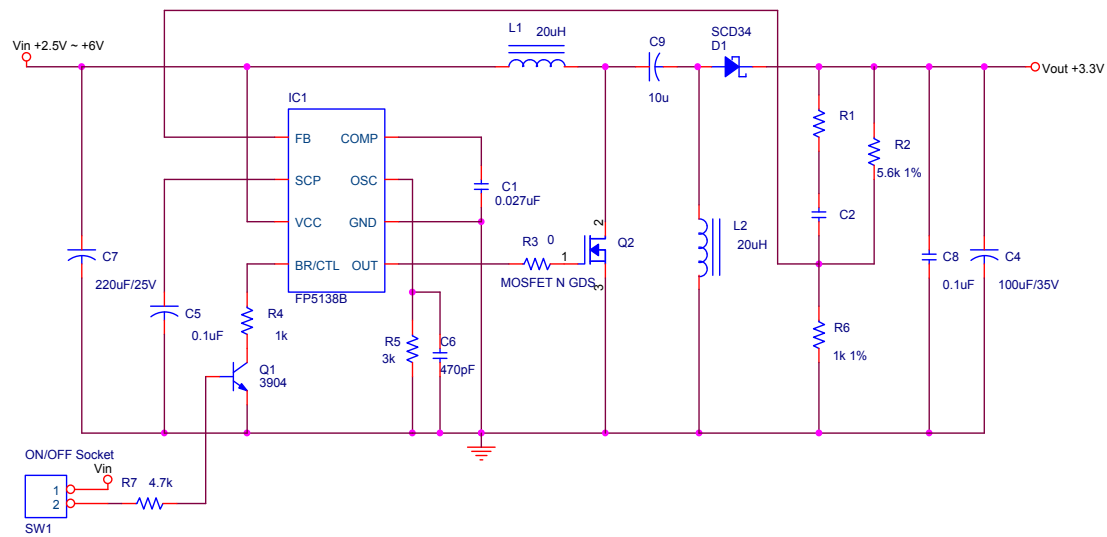 L1
20uH
SCD34
D1
C9
10u
Vin +2.5V ~ +6V
Vout +3.3V
IC1
FB
COMP
SCP
OSC
VCC
GND
BR/CTL
OUT
FP5138B
C1
0.027uF
R1
R2
5.6k 1%
C2
L2
20uH
2
R3
0
1
Q2
3
MOSFET N GDS
C7
220uF/25V
C5
0.1uF
R4
1k
R5
3k
C6
470pF
R6
1k 1%
C8
0.1uF
C4
100uF/35V
Q1
3904
ON/OFF Socket
Vin
1
2
R7
4.7k
SW1